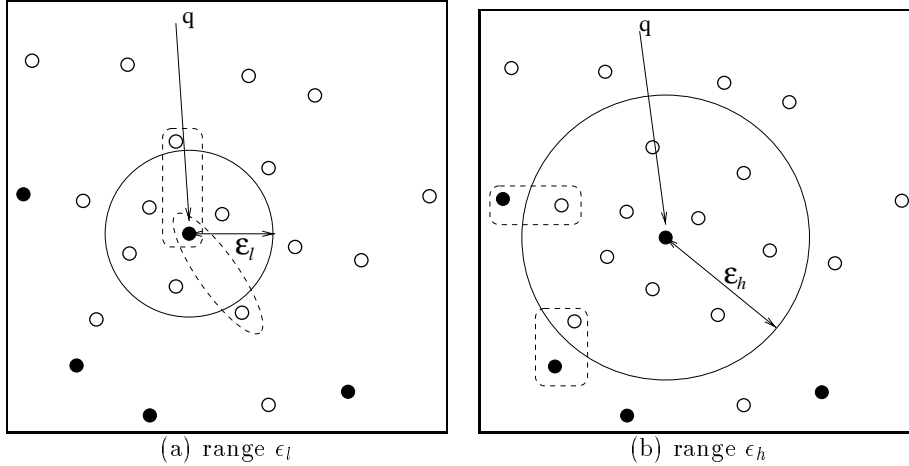 q
q
ε_l
ε_h
(a) range ϵ_l
(b) range ϵ_h